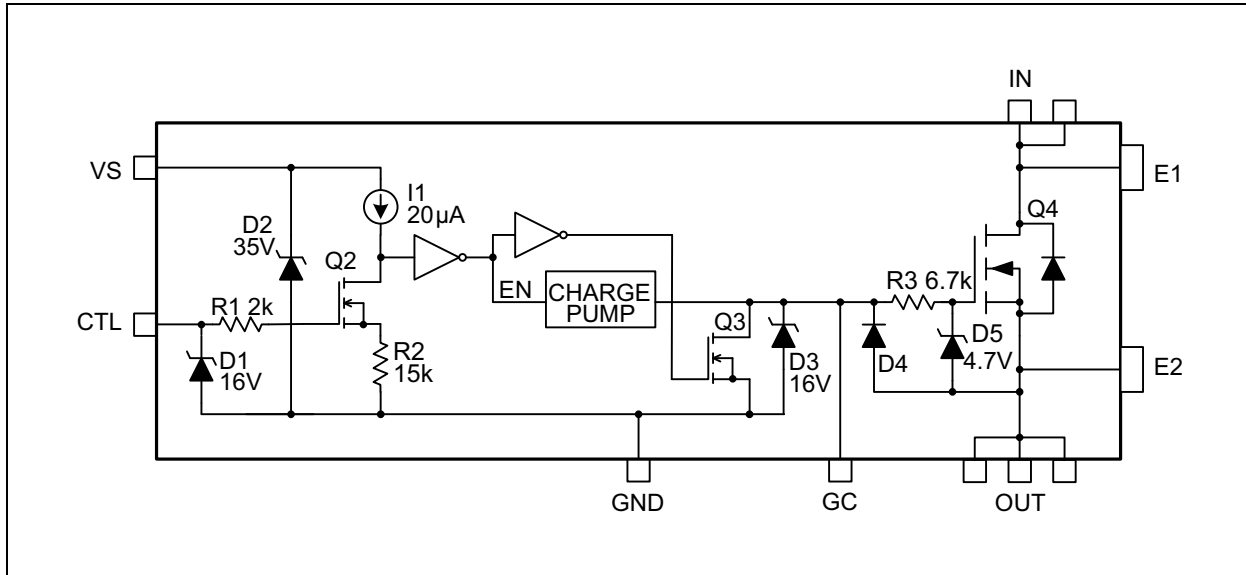 IN
VS
E1
I1
20µA
Q4
D2
35V
Q2
EN
CHARGE
PUMP
R3 6.7k
CTL
R1 2k
Q3
D1
16V
R2
15k
D3
16V
D4
D5
4.7V
E2
GND
GC
OUT